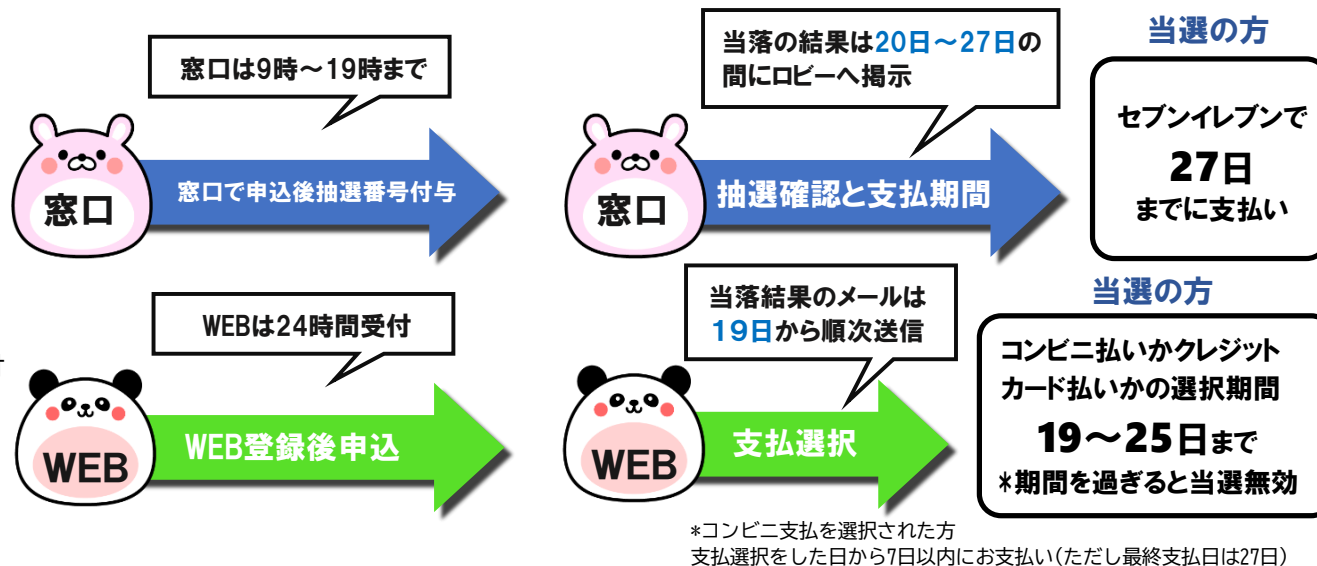 窓口は9時～19時まで
窓口
窓口で申込後抽選番号付与
当落の結果は20日～27日の
間にロビーへ掲示
窓口
抽選確認と支払期間
当選の方
セブンイレブンで
27日
までに支払い
WEBは24時間受付
WEB
WEB登録後申込
当落結果のメールは
19日から順次送信
WEB
支払選択
当選の方
コンビニ払いかクレジット
カード払いかの選択期間
19～25日まで
*期間を過ぎると当選無効
*コンビニ支払を選択された方
支払選択をした日から7日以内にお支払い(ただし最終支払日は27日)